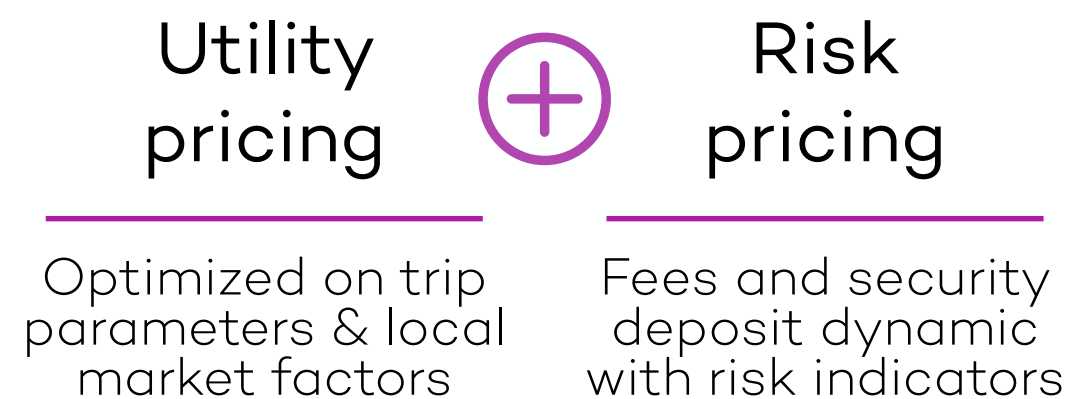 Utility
pricing
Optimized on trip
parameters & local
market factors
Risk
pricing
Fees and security
deposit dynamic
with risk indicators